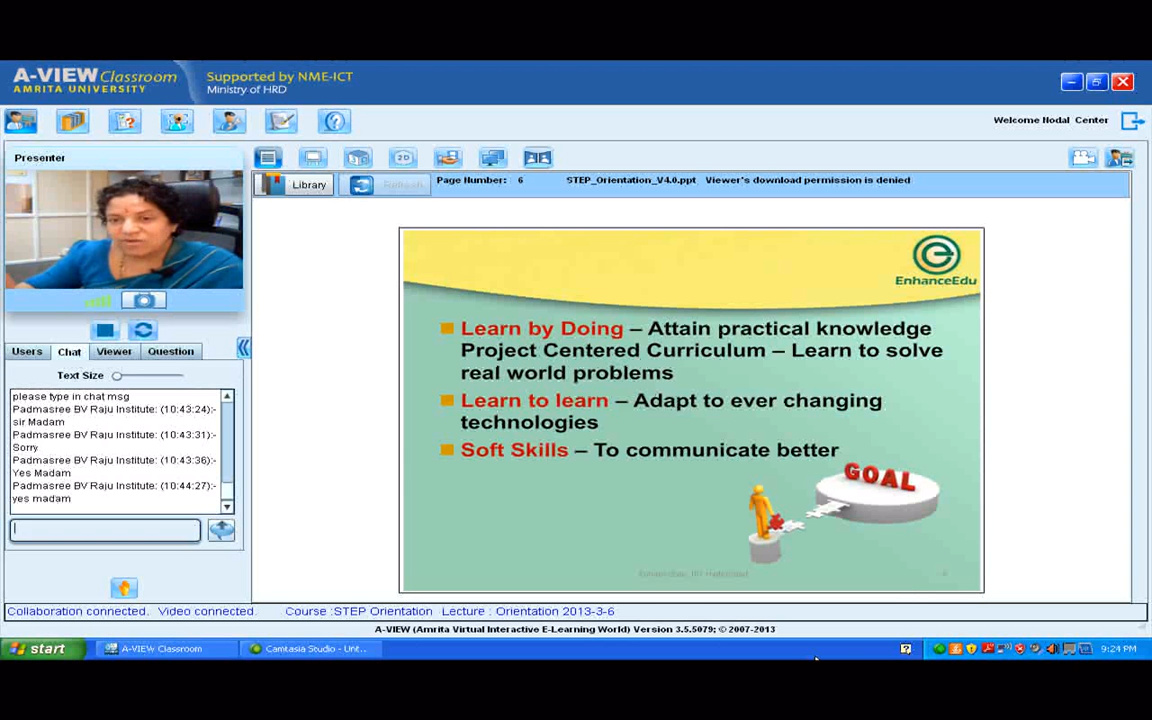 A-VIEW Classroom
AMRITA UNIVERSITY
Supported by NME-ICT
Ministry of HRD
Welcome Nodal Center
Presenter
2D
Library
Refresh
Page Number: 6
STEP_Orientation_V4.0.ppt
Viewer's download permission is denied
EnhanceEdu
Learn by Doing – Attain practical knowledge
Project Centered Curriculum – Learn to solve
real world problems
Learn to learn – Adapt to ever changing
technologies
Soft Skills – To communicate better
GOAL
Users
Chat
Viewer
Question
Text Size
please type in chat msg
Padmasree BV Raju Institute: (10:43:24):-
sir Madam
Padmasree BV Raju Institute: (10:43:31):-
Sorry
Padmasree BV Raju Institute: (10:43:36):-
Yes Madam
Padmasree BV Raju Institute: (10:44:27):-
yes madam
Collaboration connected. Video connected.
Course :STEP Orientation
Lecture : Orientation 2013-3-6
A-VIEW (Amrita Virtual Interactive E-Learning World) Version 3.5.5079; © 2007-2013
start
A-VIEW Classroom
Camtasia Studio - Unt...
9:24 PM